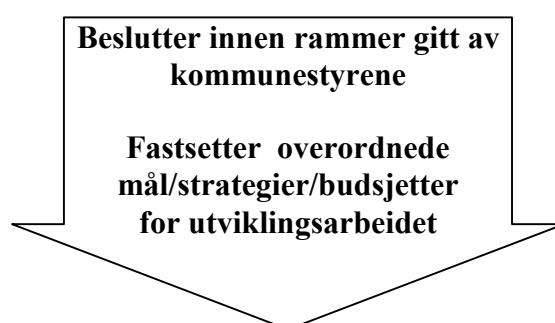 Beslutter innen rammer gitt av
kommunestyrene
Fastsetter overordnede
mål/strategier/budsjetter
for utviklingsarbeidet